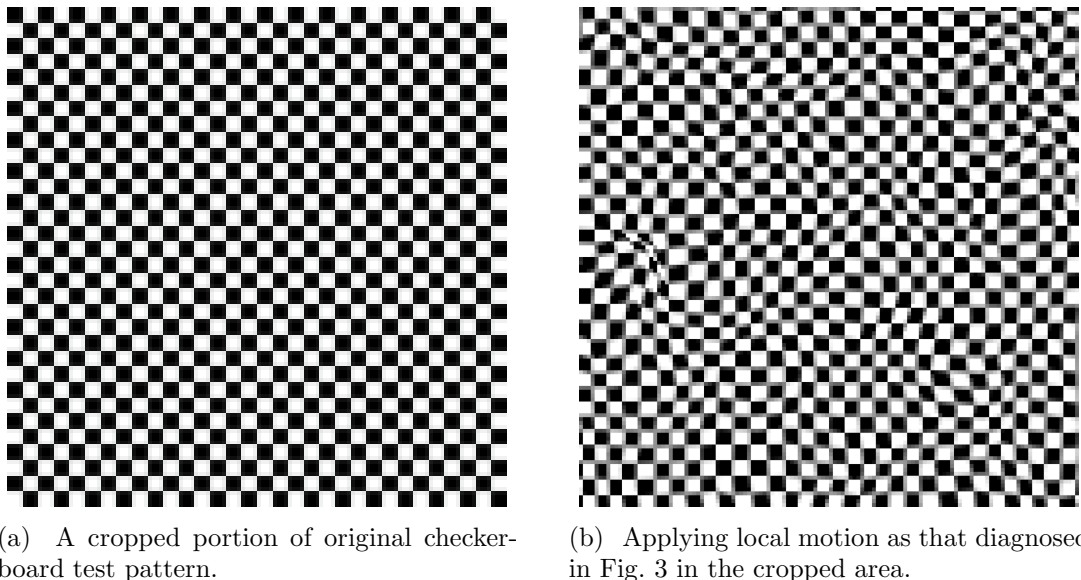 (a) A cropped portion of original checker-
board test pattern.
(b) Applying local motion as that diagnosed
in Fig. 3 in the cropped area.